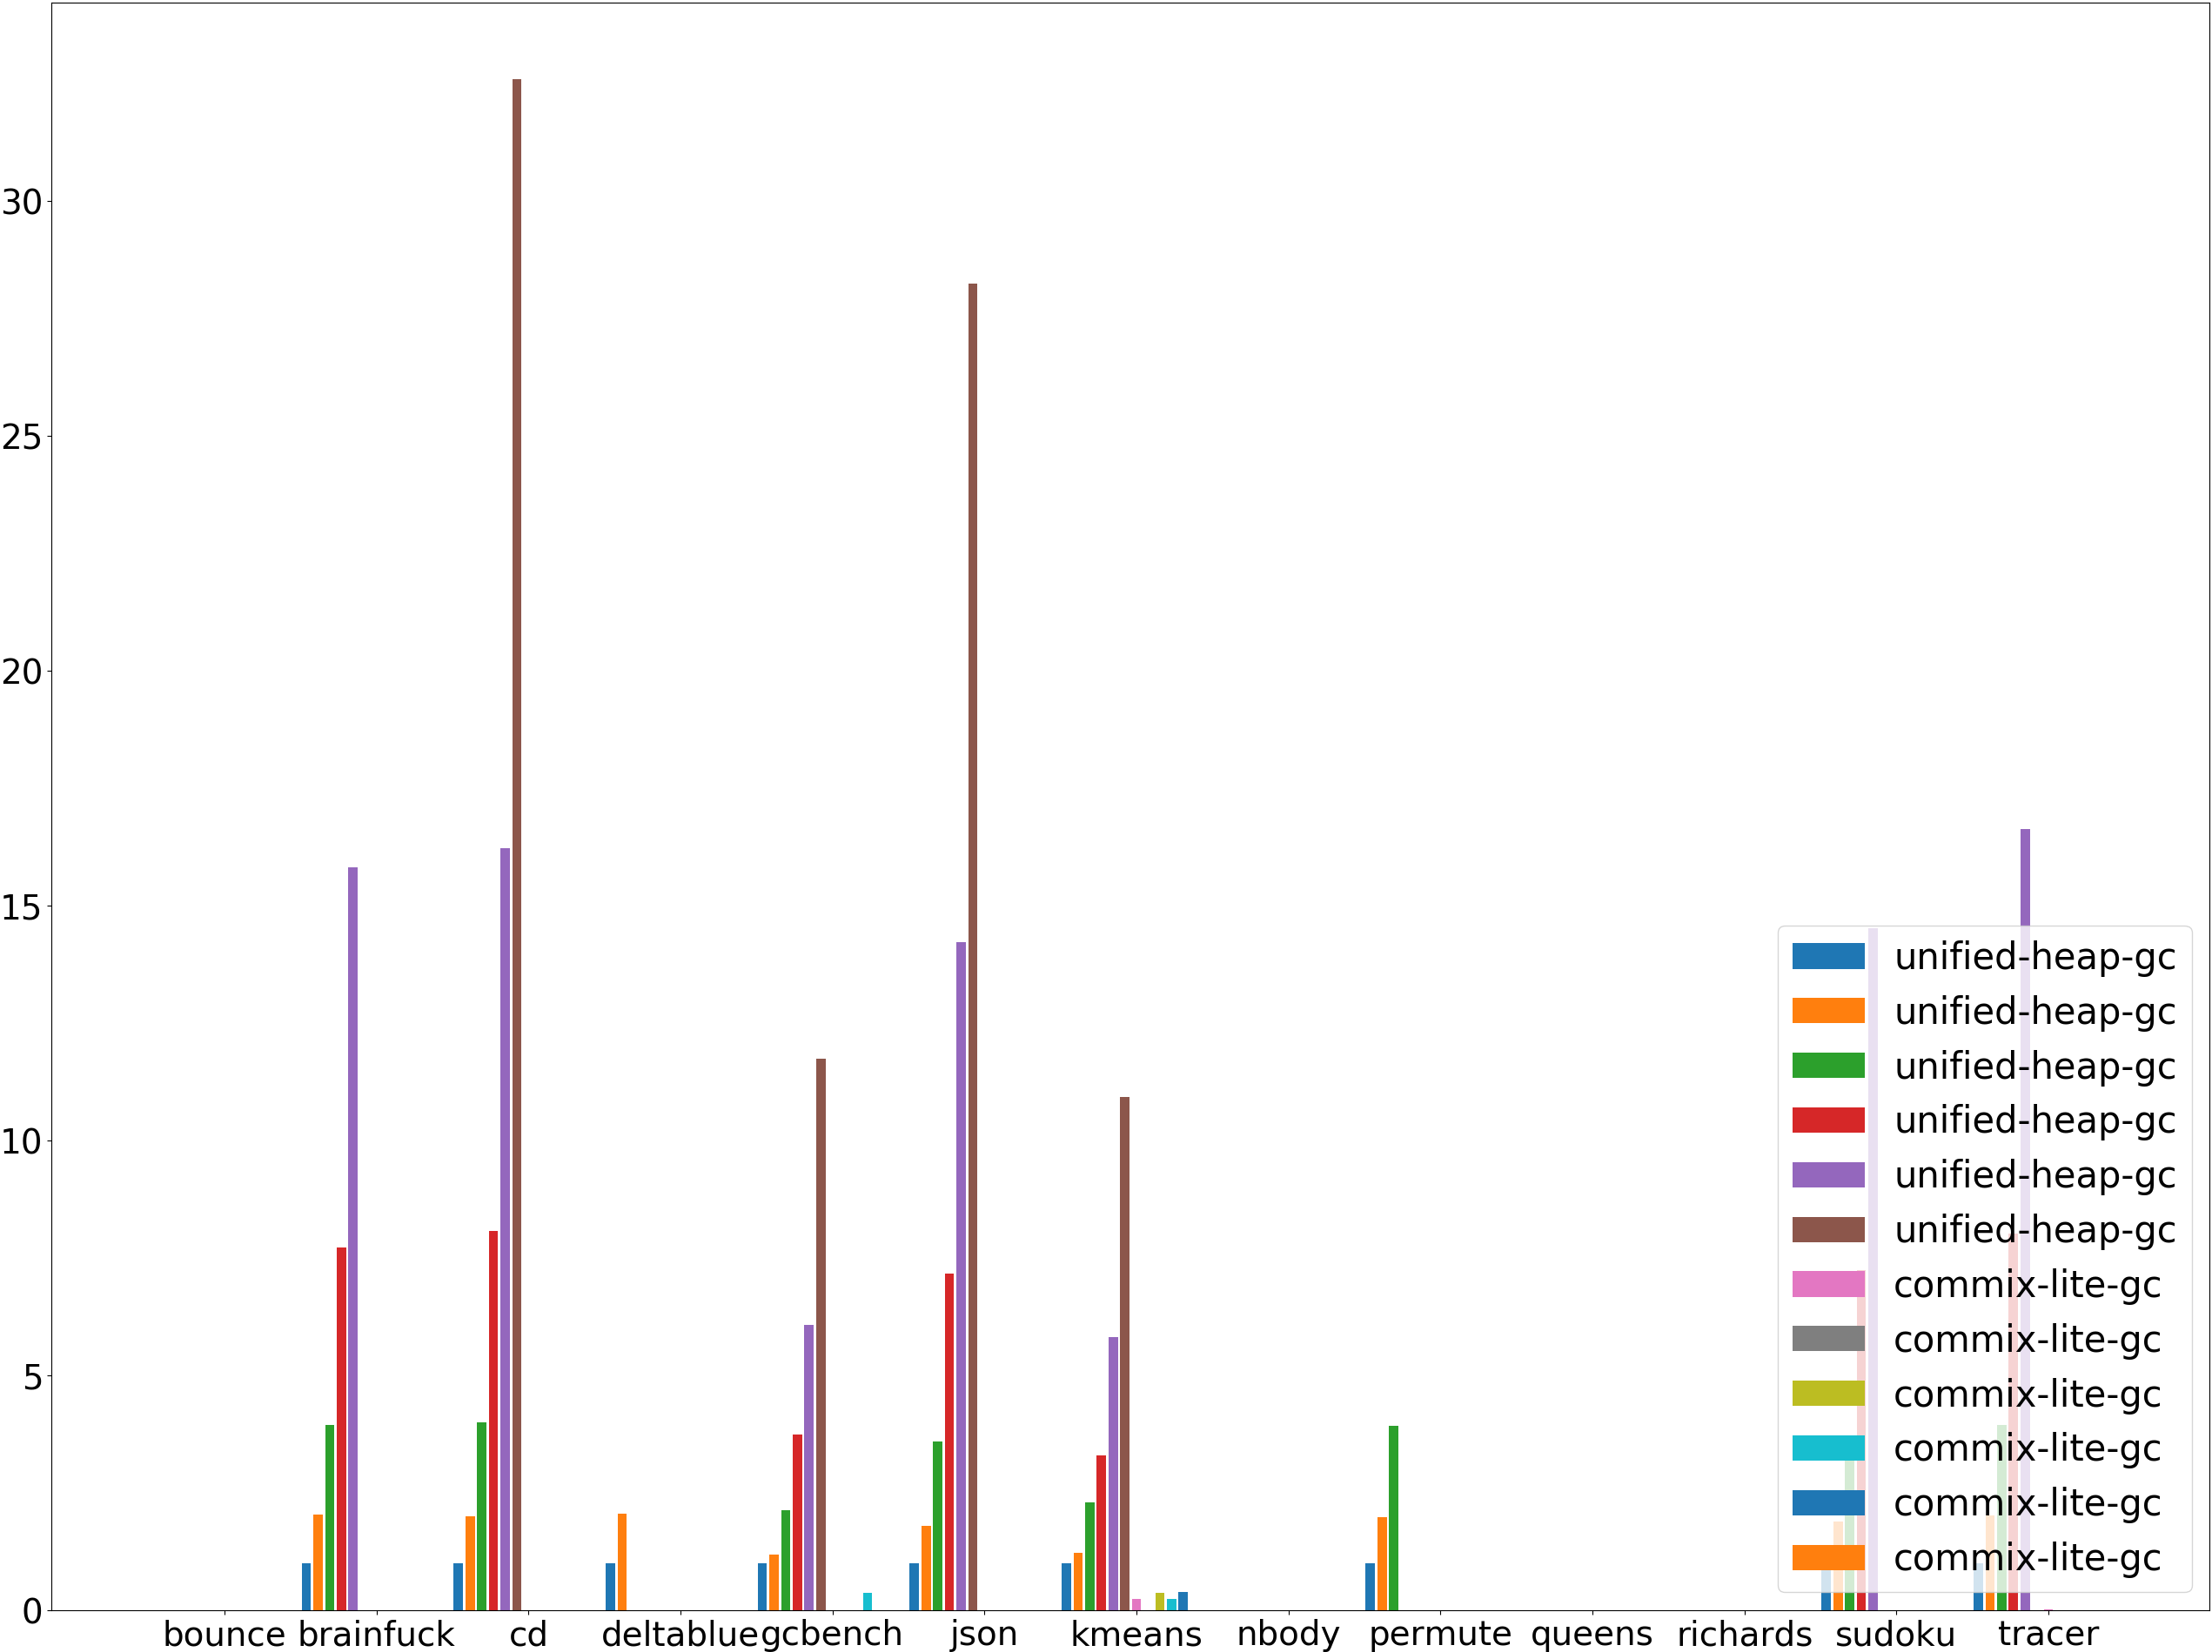 30
25
20
15
10
5
0
bounce brainfuck cd deltablue gcbench json kmeans nbody permute queens richards sudoku tracer
unified-heap-gc
unified-heap-gc
unified-heap-gc
unified-heap-gc
unified-heap-gc
unified-heap-gc
commix-lite-gc
commix-lite-gc
commix-lite-gc
commix-lite-gc
commix-lite-gc
commix-lite-gc